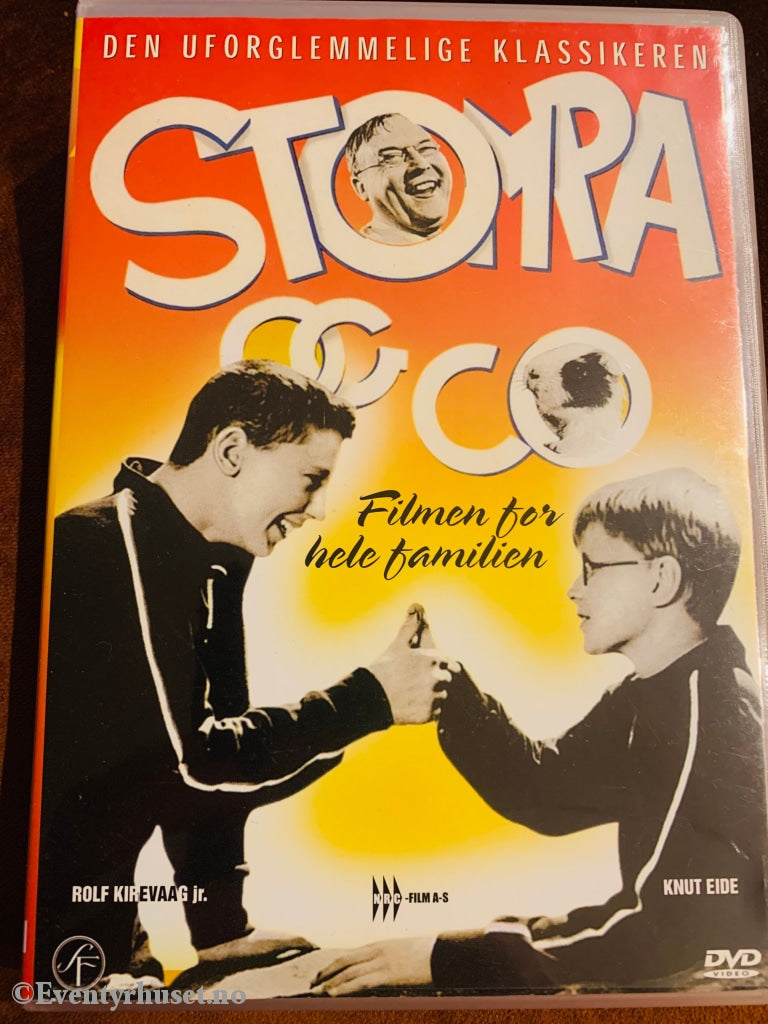 DEN UFORGLEMMELIGE KLASSIKEREN
STOMPA
OG CO
Filmen for
hele familien
ROLF KIREVAAG jr.
NRC-FILM A-S
KNUT EIDE
SF
DVD
VIDEO
©Eventyrhuset.no